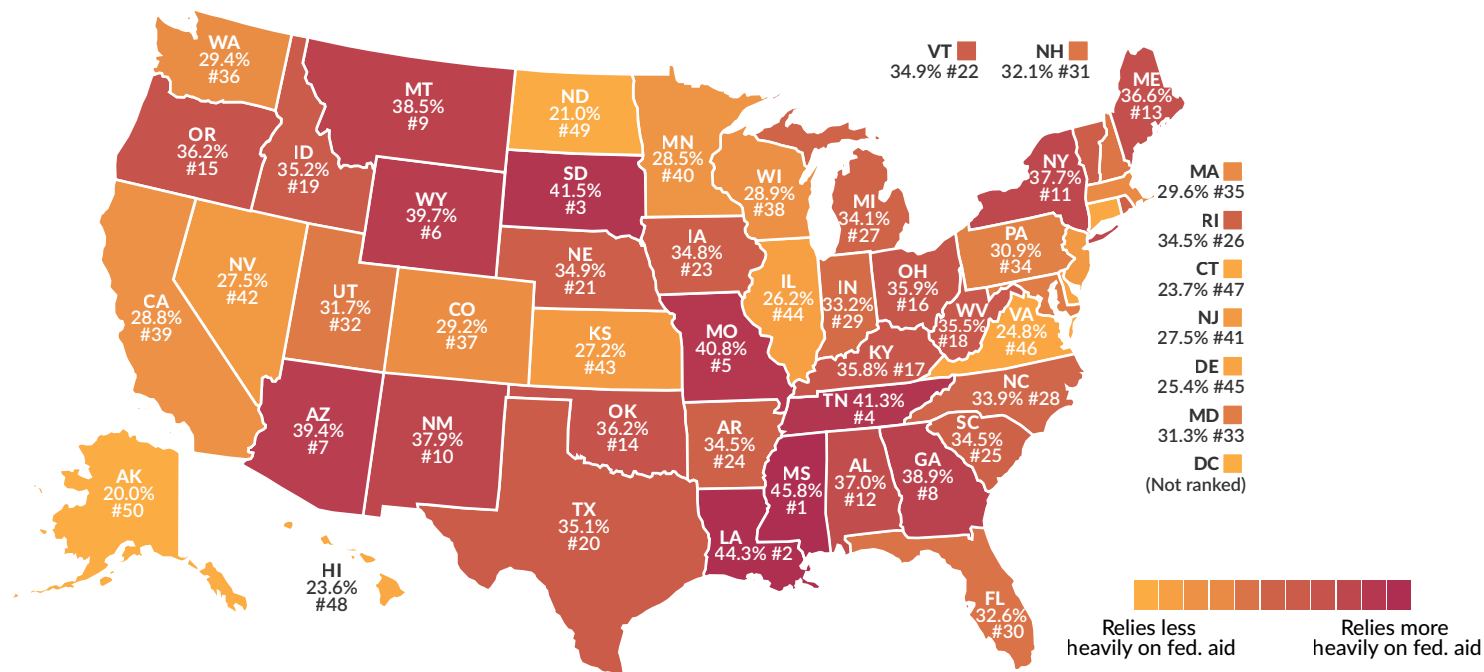 WA
29.4%
#36
MT
38.5%
#9
ND
21.0%
#49
MN
28.5%
#40
VT
34.9% #22
NH
32.1% #31
ME
36.6%
#13
OR
36.2%
#15
ID
35.2%
#19
WY
39.7%
#6
SD
41.5%
#3
WI
28.9%
#38
MI
34.1%
#27
NY
37.7%
#11
MA
29.6% #35
RI
34.5% #26
CT
23.7% #47
NJ
27.5% #41
DE
25.4% #45
MD
31.3% #33
DC
(Not ranked)
CA
28.8%
#39
NV
27.5%
#42
UT
31.7%
#32
CO
29.2%
#37
NE
34.9%
#21
KS
27.2%
#43
IA
34.8%
#23
MO
40.8%
#5
IL
26.2%
#44
IN
33.2%
#29
OH
35.9%
#16
PA
30.9%
#34
WV
35.5%
#18
VA
24.8%
#46
KY
35.8% #17
NC
33.9% #28
TN 41.3%
#4
SC
34.5%
#25
AZ
39.4%
#7
NM
37.9%
#10
OK
36.2%
#14
AR
34.5%
#24
TX
35.1%
#20
LA
44.3% #2
MS
45.8%
#1
AL
37.0%
#12
GA
38.9%
#8
FL
32.6%
#30
AK
20.0%
#50
HI
23.6%
#48
Relies less
heavily on fed. aid
Relies more
heavily on fed. aid